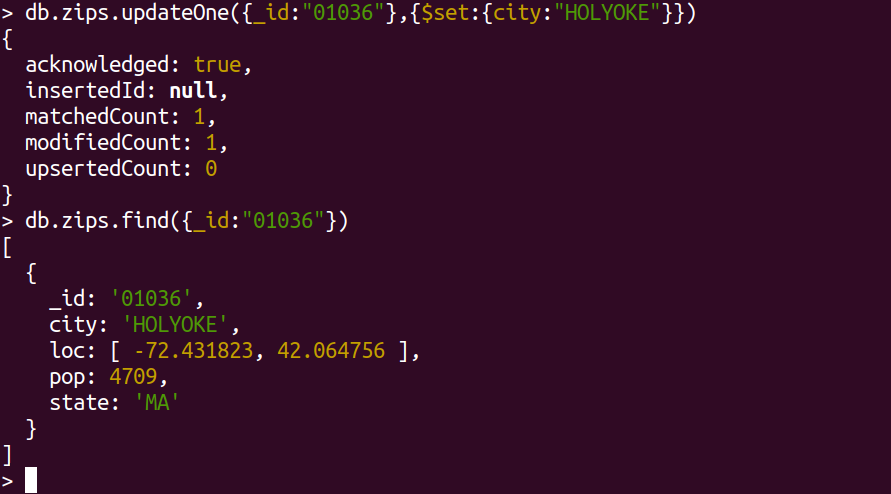 > db.zips.updateOne({_id:"01036"},{$set:{city:"HOLYOKE"}})
{
  acknowledged: true,
  insertedId: null,
  matchedCount: 1,
  modifiedCount: 1,
  upsertedCount: 0
}
> db.zips.find({_id:"01036"})
[
  {
    _id: '01036',
    city: 'HOLYOKE',
    loc: [ -72.431823, 42.064756 ],
    pop: 4709,
    state: 'MA'
  }
]
>